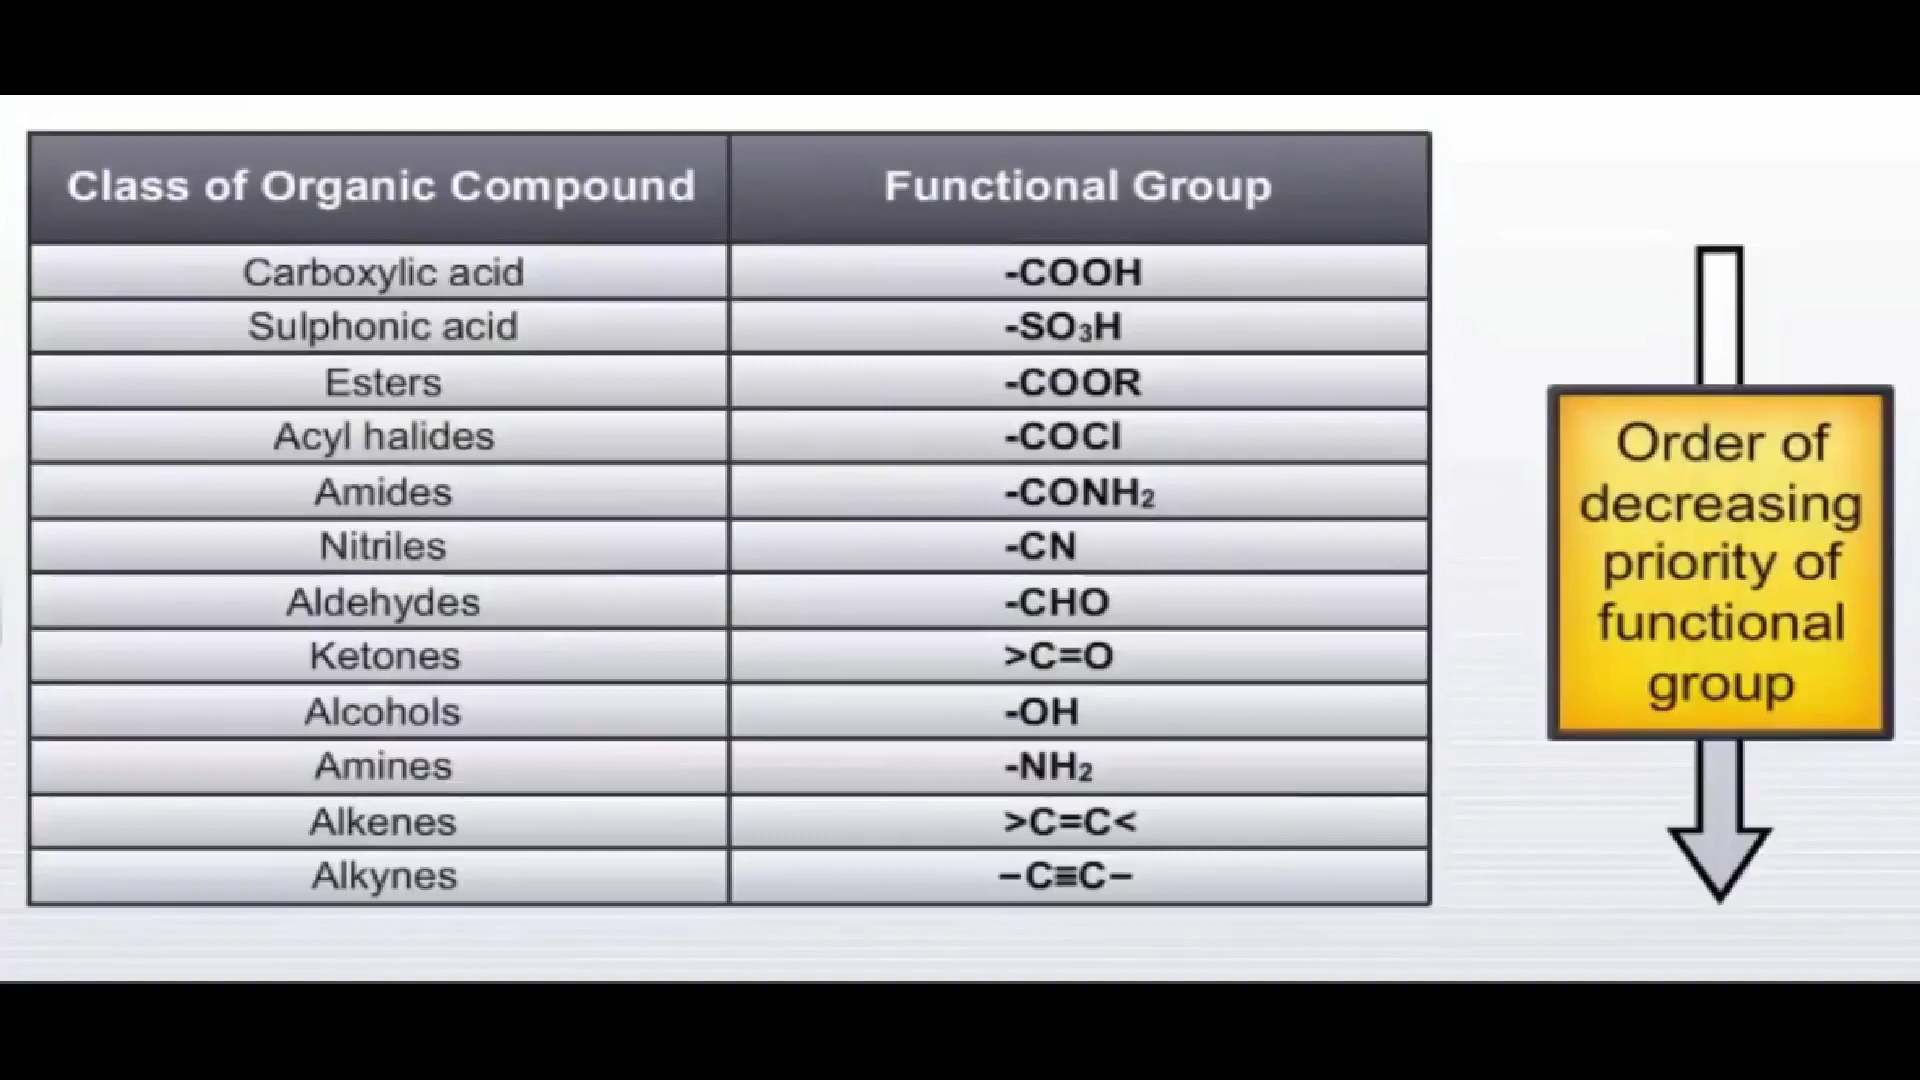 Class of Organic Compound Functional Group
Carboxylic acid -COOH
Sulphonic acid -SO₃H
Esters -COOR
Acyl halides -COCl
Amides -CONH₂
Nitriles -CN
Aldehydes -CHO
Ketones >C=O
Alcohols -OH
Amines -NH₂
Alkenes >C=C<
Alkynes –C≡C–
Order of
decreasing
priority of
functional
group